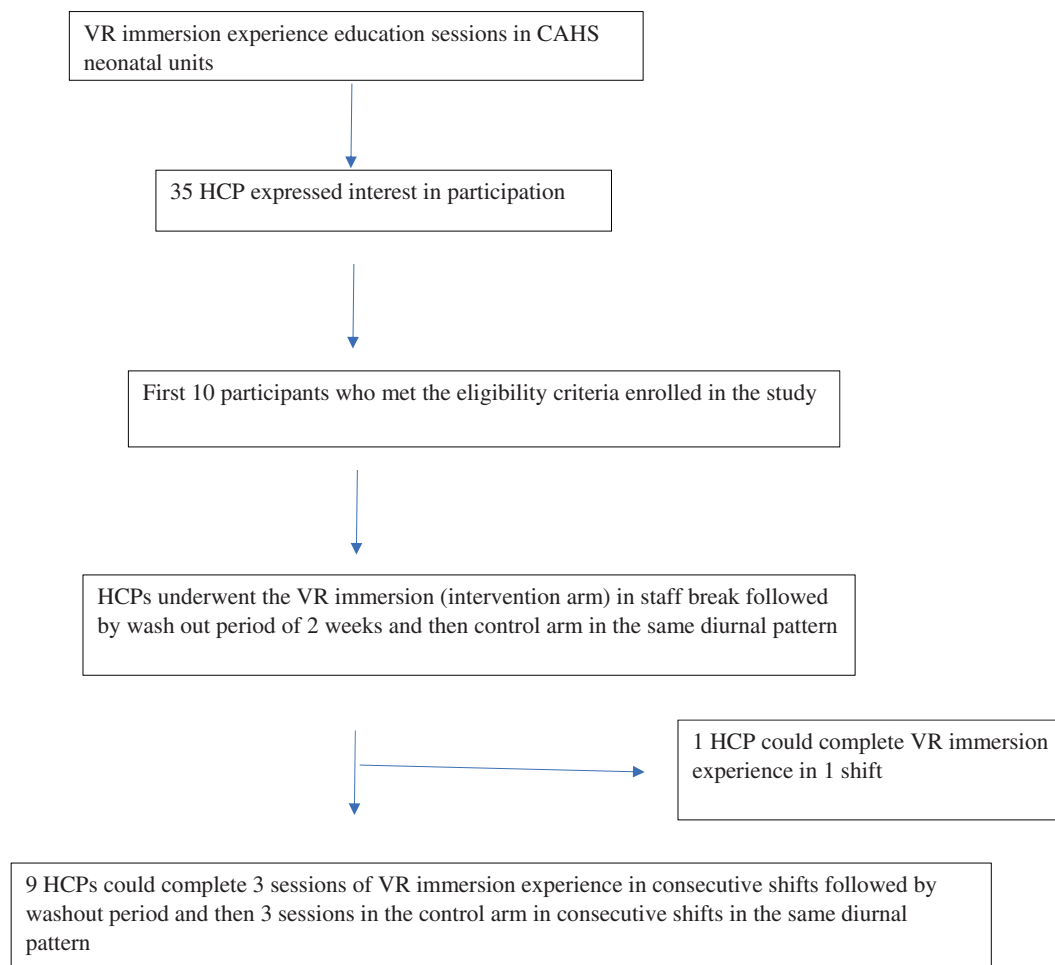 VR immersion experience education sessions in CAHS
neonatal units
35 HCP expressed interest in participation
First 10 participants who met the eligibility criteria enrolled in the study
HCPs underwent the VR immersion (intervention arm) in staff break followed
by wash out period of 2 weeks and then control arm in the same diurnal pattern
1 HCP could complete VR immersion
experience in 1 shift
9 HCPs could complete 3 sessions of VR immersion experience in consecutive shifts followed by
washout period and then 3 sessions in the control arm in consecutive shifts in the same diurnal
pattern